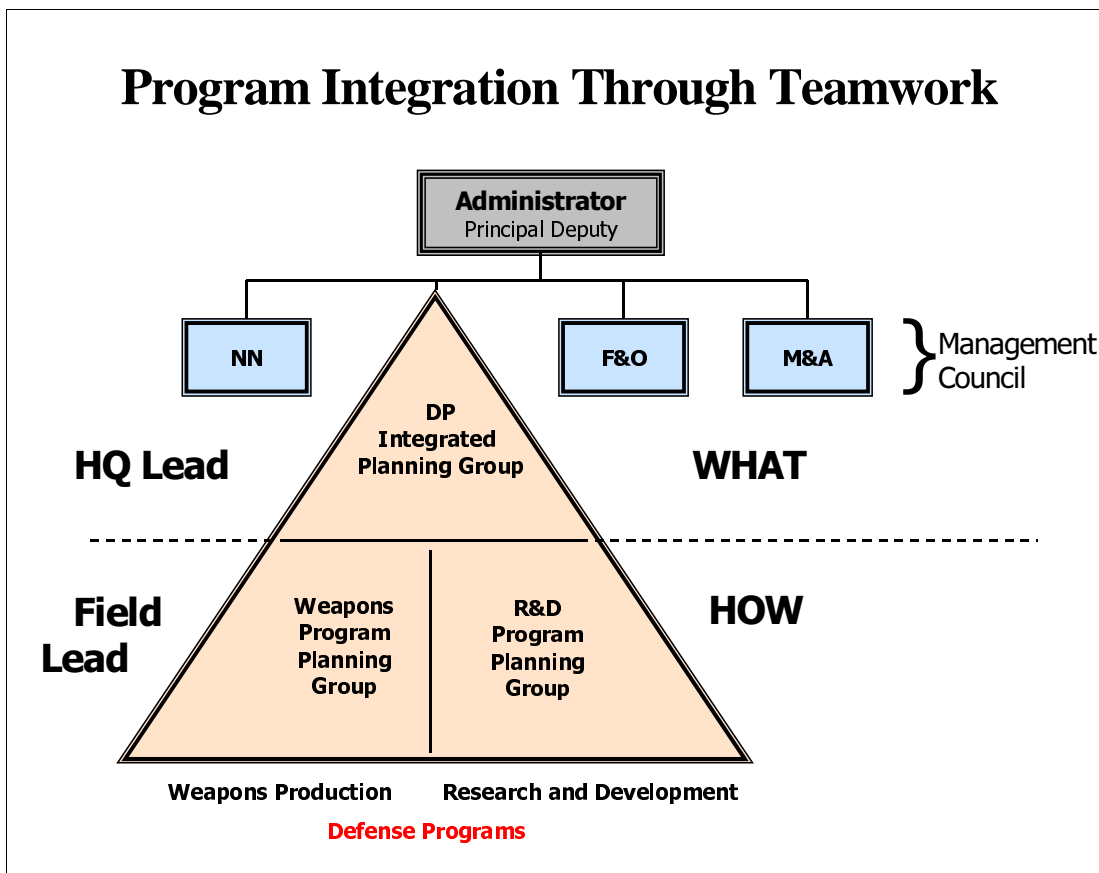 Program Integration Through Teamwork
Administrator
Principal Deputy
NN
F&O
M&A
}
Management
Council
DP
Integrated
Planning Group
HQ Lead
WHAT
Field
Lead
Weapons
Program
Planning
Group
R&D
Program
Planning
Group
HOW
Weapons Production
Research and Development
Defense Programs